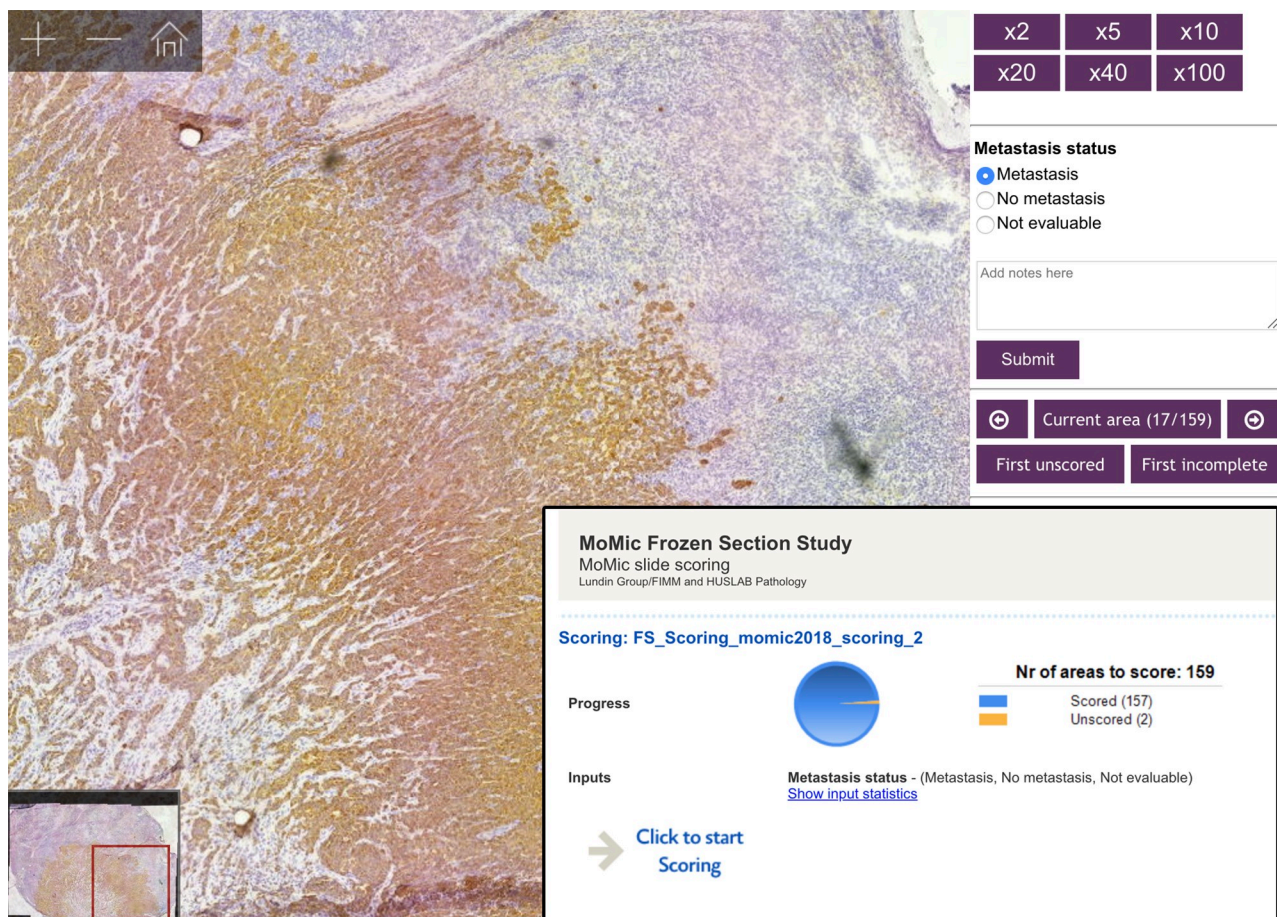 x2 x5 x10
x20 x40 x100
Metastasis status
Metastasis
No metastasis
Not evaluable
Add notes here
Submit
Current area (17/159)
First unscored First incomplete
MoMic Frozen Section Study
MoMic slide scoring
Lundin Group/FIMM and HUSLAB Pathology
Scoring: FS_Scoring_momic2018_scoring_2
Nr of areas to score: 159
Progress
Scored (157)
Unscored (2)
Inputs
Metastasis status - (Metastasis, No metastasis, Not evaluable)
Show input statistics
Click to start
Scoring